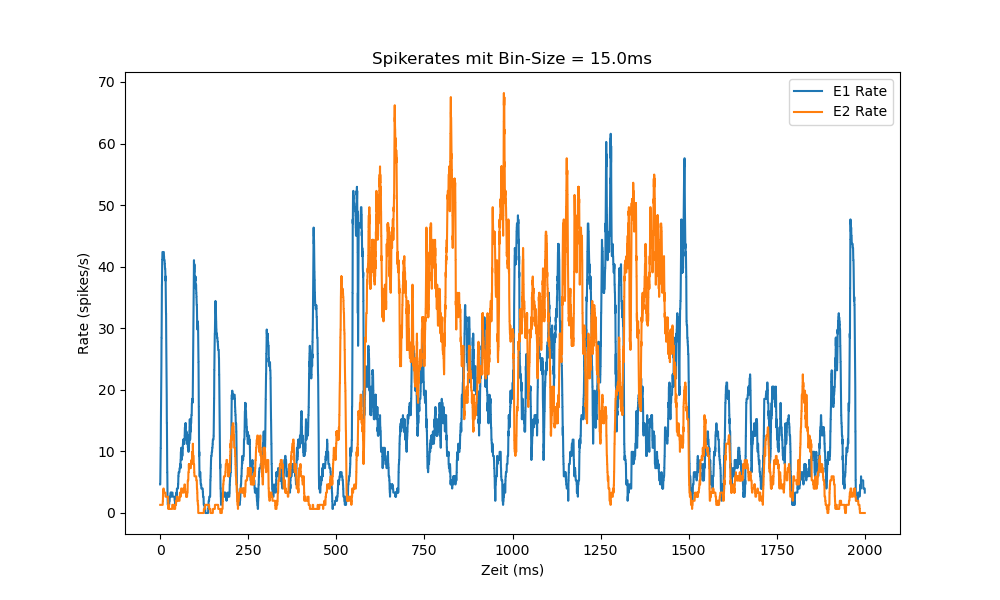 Spikerates mit Bin-Size = 15.0ms
E1 Rate
E2 Rate
Rate (spikes/s)
70
60
50
40
30
20
10
0
0 250 500 750 1000 1250 1500 1750 2000
Zeit (ms)